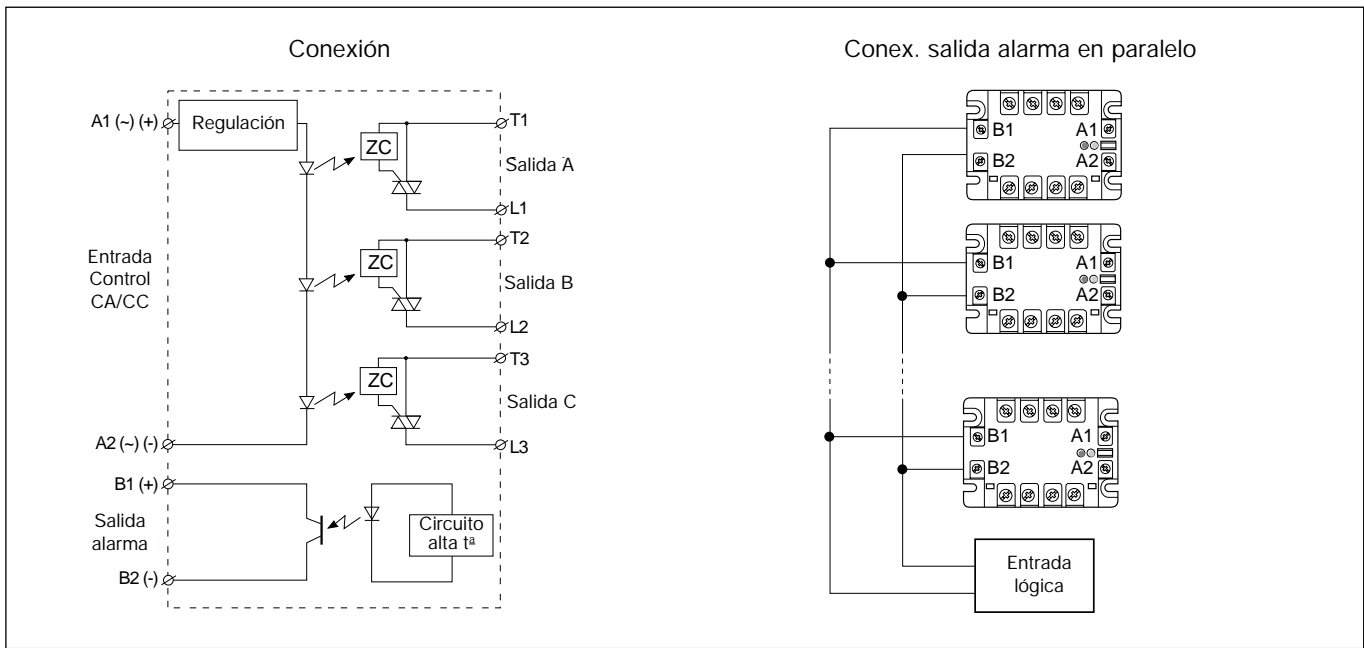 Conexión
A1 (~) (+)
Regulación
ZC
T1
Salida A
L1
T2
ZC
Salida B
L2
Entrada
Control
CA/CC
T3
ZC
Salida C
L3
A2 (~) (-)
B1 (+)
Salida
alarma
B2 (-)
Circuito
alta tª
Conex. salida alarma en paralelo
B1 A1
B2 A2
B1 A1
B2 A2
B1 A1
B2 A2
Entrada
lógica